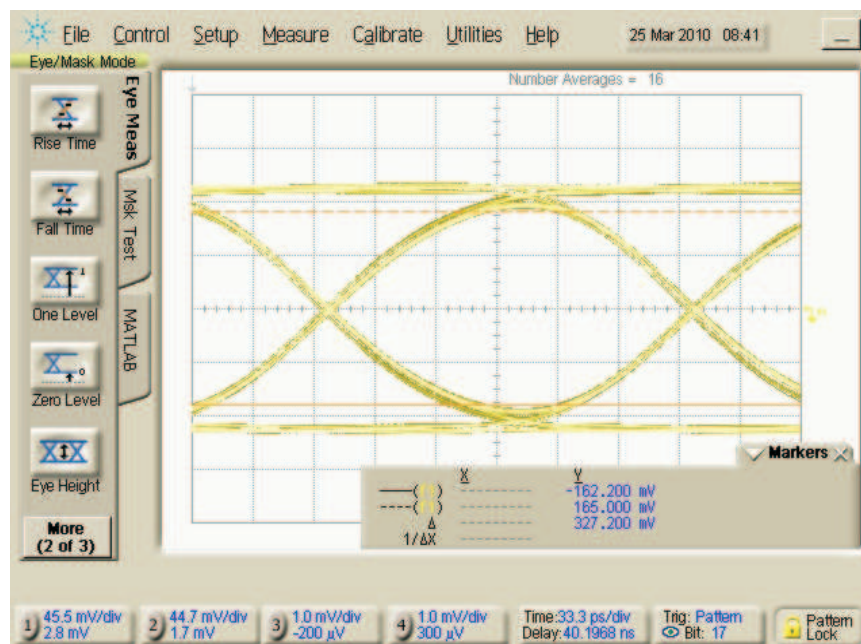 File Control Setup Measure Calibrate Utilities Help 25 Mar 2010 08:41
Eye/Mask Mode
Number Averages = 16
Eye Meas
Msk Test
MATLAB
Rise Time
Fall Time
One Level
Zero Level
Eye Height
More
(2 of 3)
Markers
X Y
-162.200 mV
165.000 mV
Δ 327.200 mV
1/ΔX
1 45.5 mV/div
2.8 mV
2 44.7 mV/div
1.7 mV
3 1.0 mV/div
-200 µV
4 1.0 mV/div
300 µV
Time:33.3 ps/div
Delay:40.1968 ns
Trig: Pattern
Bit: 17
Pattern
Lock